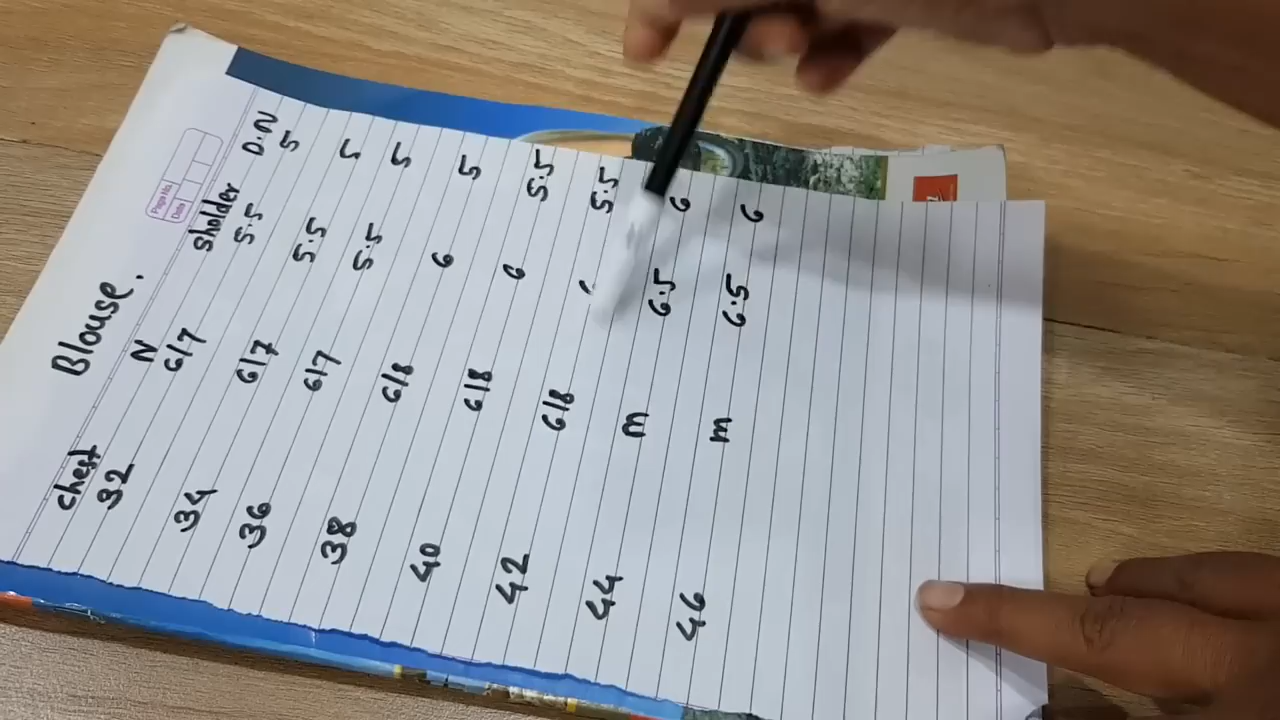 Page No
Date
Blouse.
chest N sholder D.N
32 6/7 5.5 5
34 6/7 5.5 5
36 6/7 5.5 5
38 6/8 6 5
40 6/8 6 5.5
42 6/8 5.5
44 m 6.5 6
46 m 6.5 6